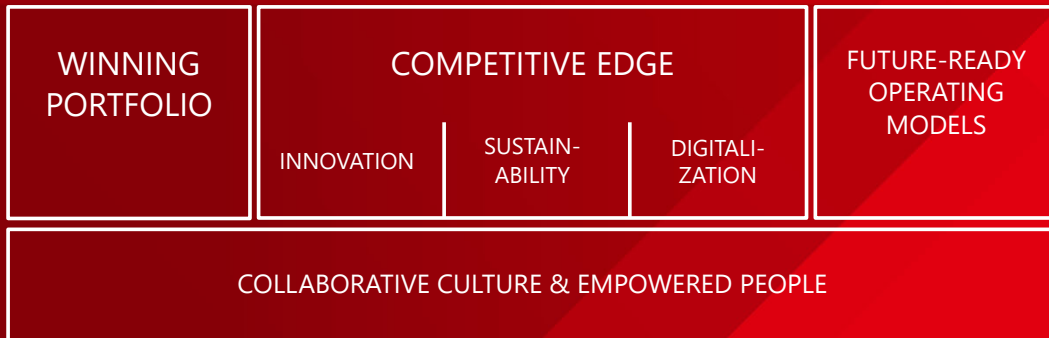 WINNING
PORTFOLIO
COMPETITIVE EDGE
INNOVATION
SUSTAIN-
ABILITY
DIGITALI-
ZATION
FUTURE-READY
OPERATING
MODELS
COLLABORATIVE CULTURE & EMPOWERED PEOPLE